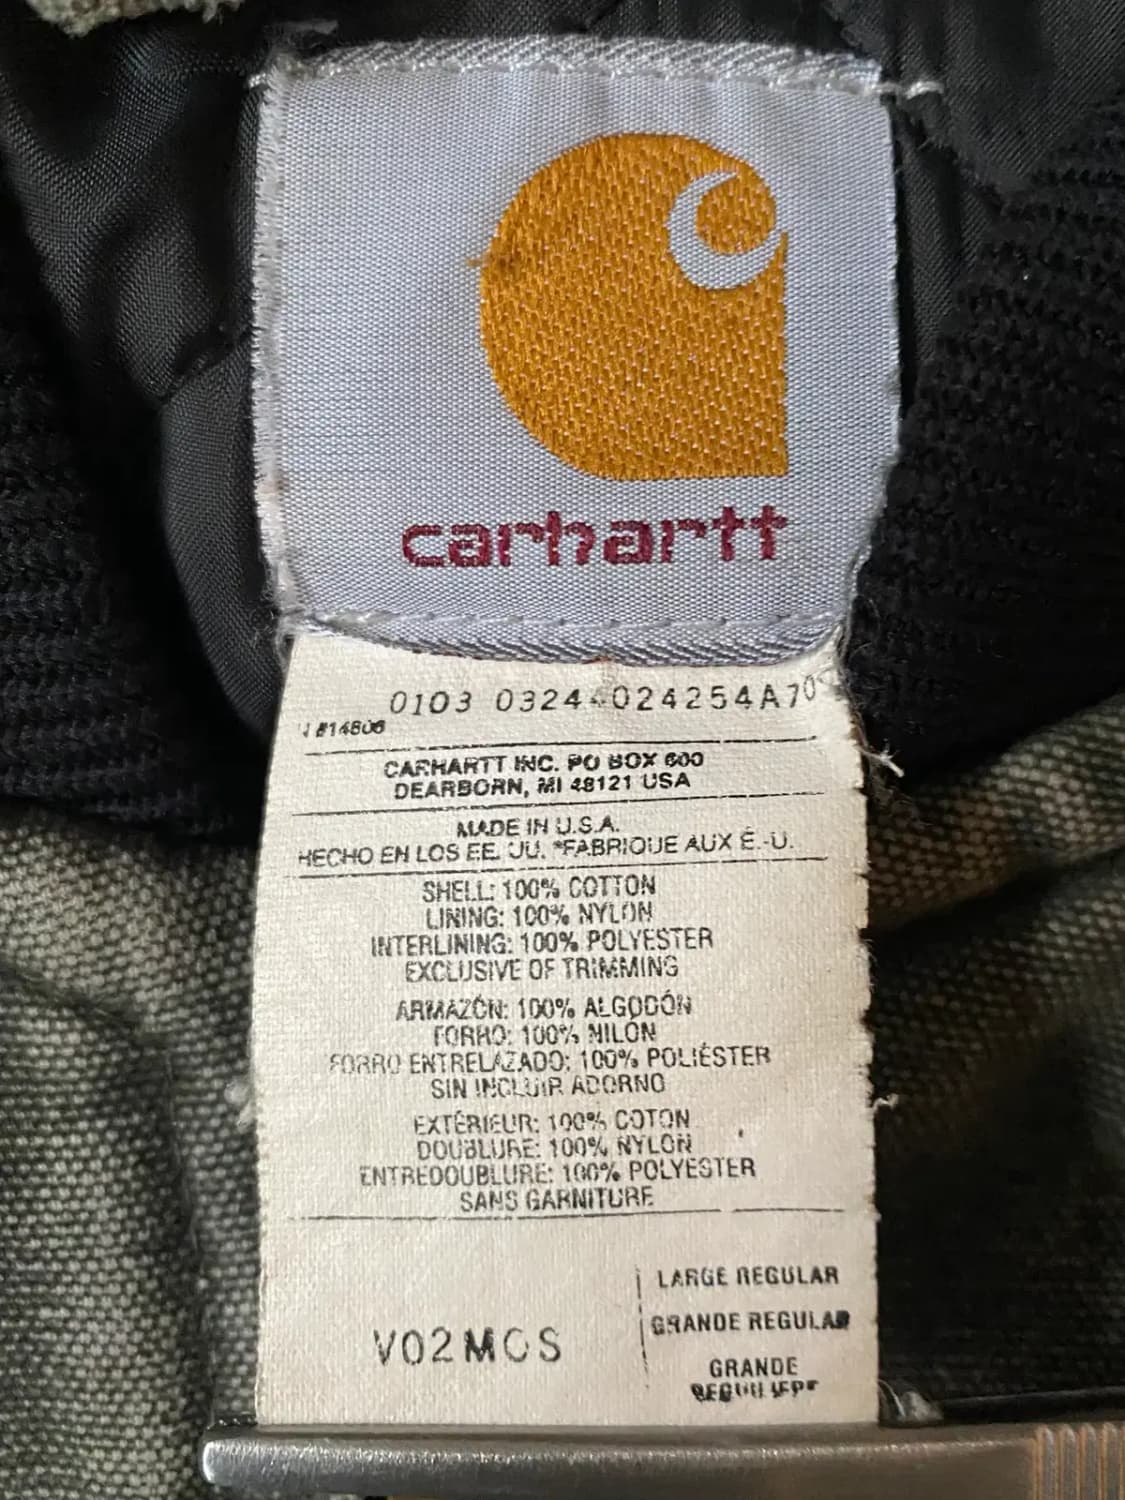 carhartt
0103 0324 024254A70
#14806
CARHARTT INC. PO BOX 600
DEARBORN, MI 48121 USA
MADE IN U.S.A.
HECHO EN LOS EE. UU. *FABRIQUE AUX É.-U.
SHELL: 100% COTTON
LINING: 100% NYLON
INTERLINING: 100% POLYESTER
EXCLUSIVE OF TRIMMING
ARMAZÓN: 100% ALGODÓN
FORRO: 100% NILON
FORRO ENTRELAZADO: 100% POLIÉSTER
SIN INCLUIR ADORNO
EXTÉRIEUR: 100% COTON
DOUBLURE: 100% NYLON
ENTREDOUBLURE: 100% POLYESTER
SANS GARNITURE
LARGE REGULAR
GRANDE REGULAR
GRANDE
V02MOS